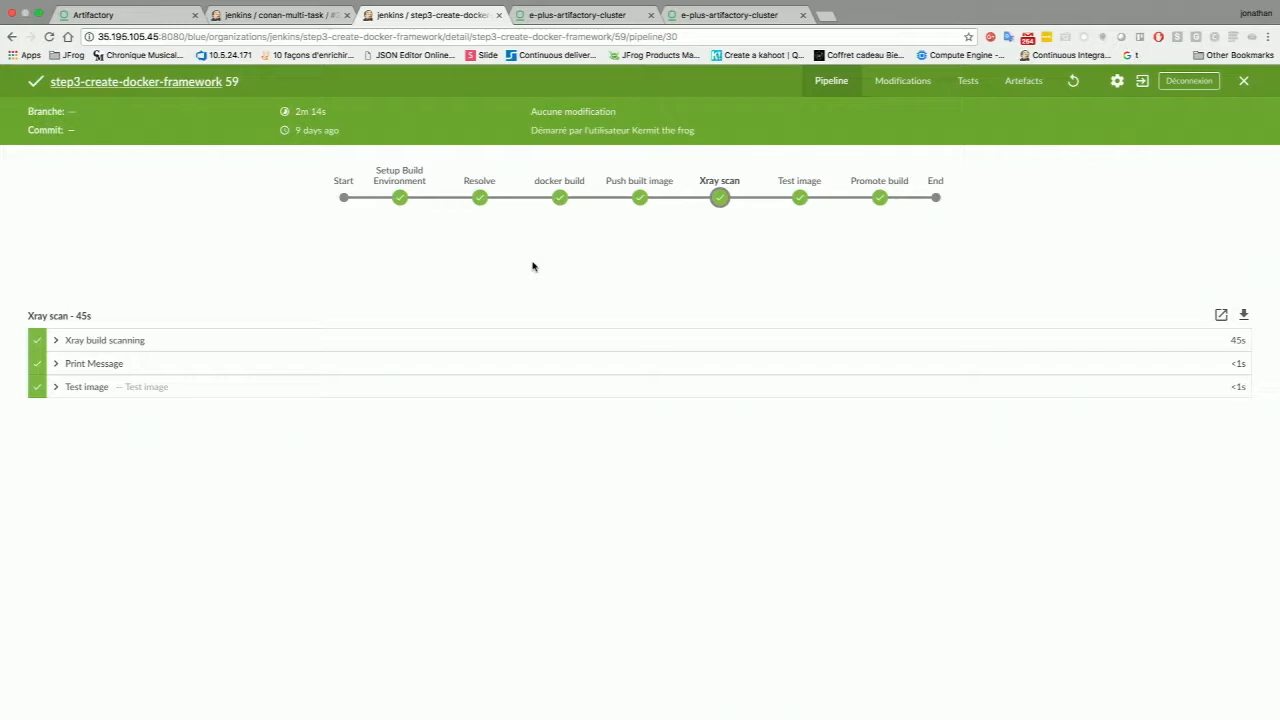 jonathan
Artifactory
jenkins / conan-multi-task / #
jenkins / step3-create-docker-
e-plus-artifactory-cluster
e-plus-artifactory-cluster
35.195.105.45:8080/blue/organizations/jenkins/step3-create-docker-framework/detail/step3-create-docker-framework/59/pipeline/30
264
Apps JFrog Chronique Musical... 10.5.24.171 10 façons d'enrichir... JSON Editor Online... Slide Continuous deliver... JFrog Products Ma... Create a kahoot | Q... Coffret cadeau Bie... Compute Engine -... Continuous Integra... t Other Bookmarks
step3-create-docker-framework 59
Pipeline Modifications Tests Artefacts Déconnexion
Branche: — 2m 14s Aucune modification
Commit: — 9 days ago Démarré par l'utilisateur Kermit the frog
Setup Build
Start Environment Resolve docker build Push built image Xray scan Test image Promote build End
Xray scan - 45s
Xray build scanning 45s
Print Message <1s
Test image — Test image <1s